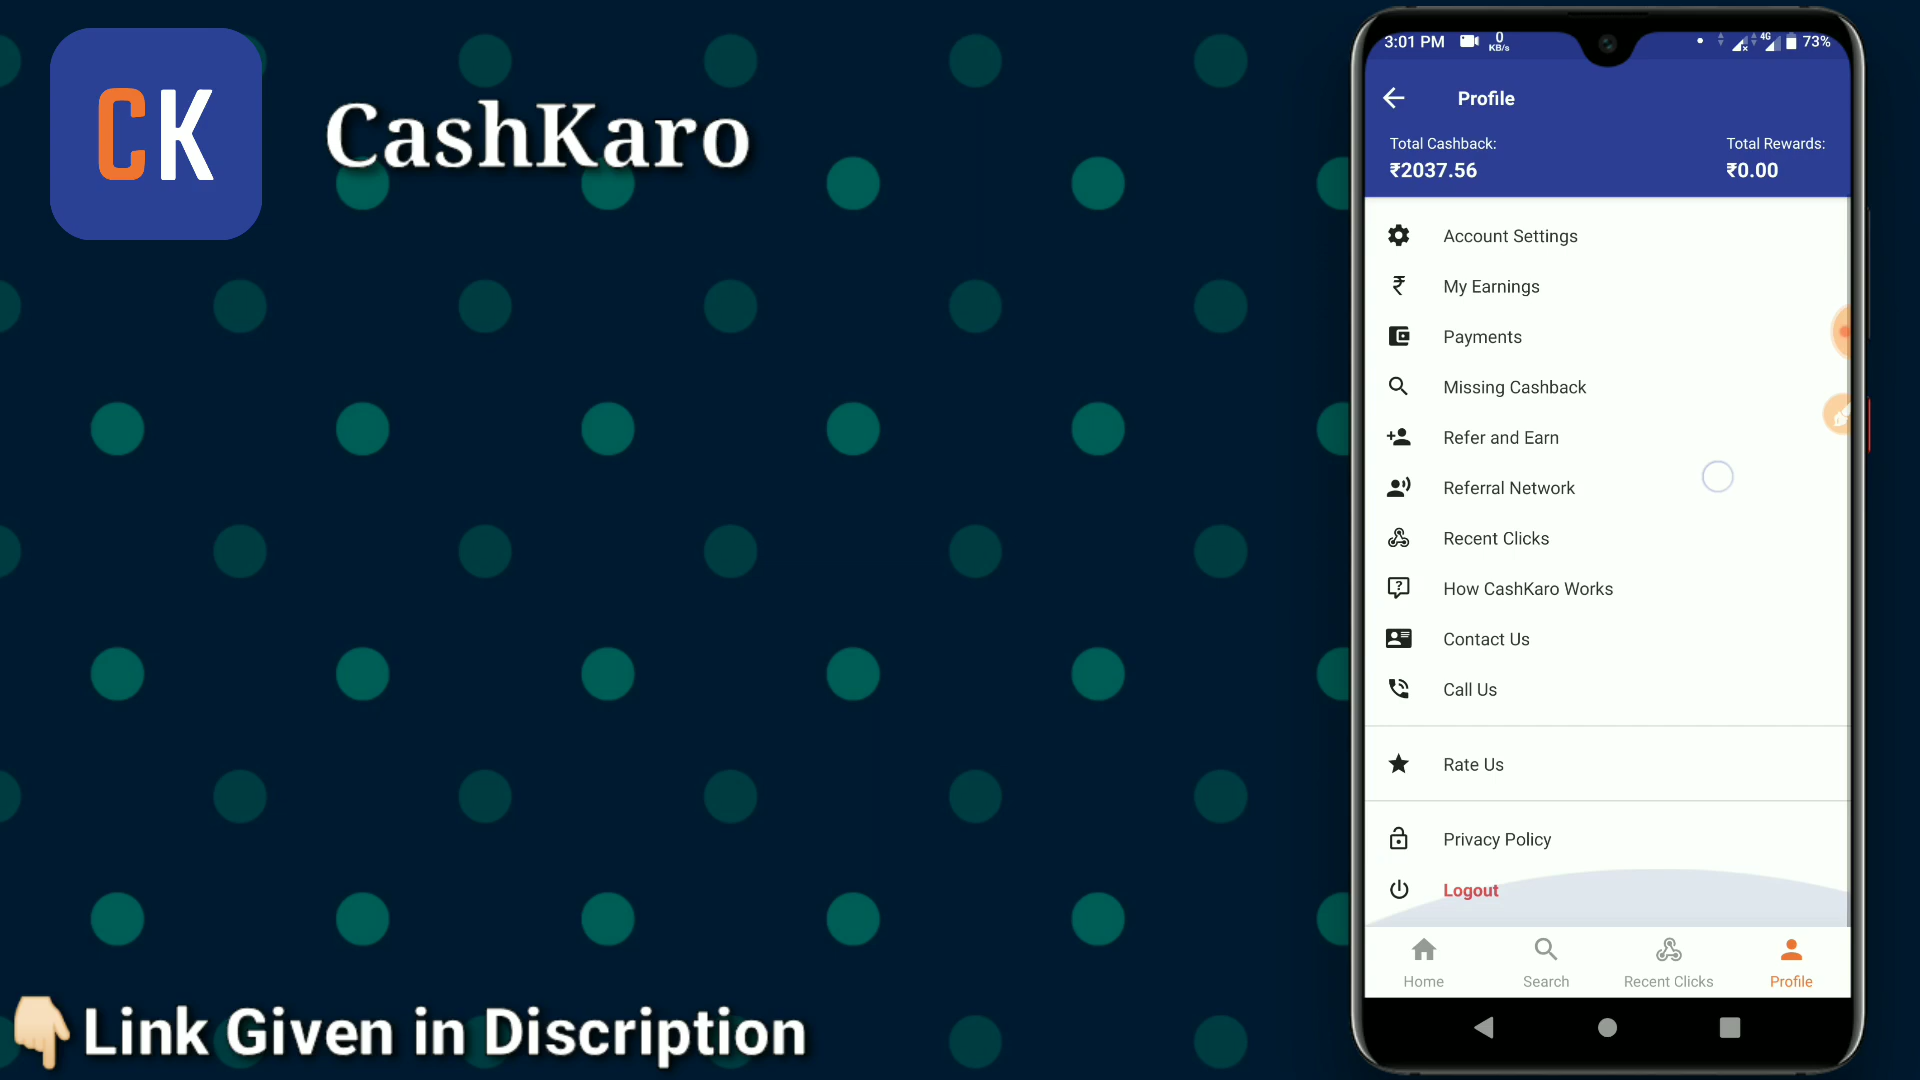 CK
CashKaro
Link Given in Discription
3:01 PM
0
KB/s
4G
73%
Profile
Total Cashback:
Total Rewards:
₹2037.56
₹0.00
Account Settings
My Earnings
Payments
Missing Cashback
Refer and Earn
Referral Network
Recent Clicks
How CashKaro Works
Contact Us
Call Us
Rate Us
Privacy Policy
Logout
Home
Search
Recent Clicks
Profile